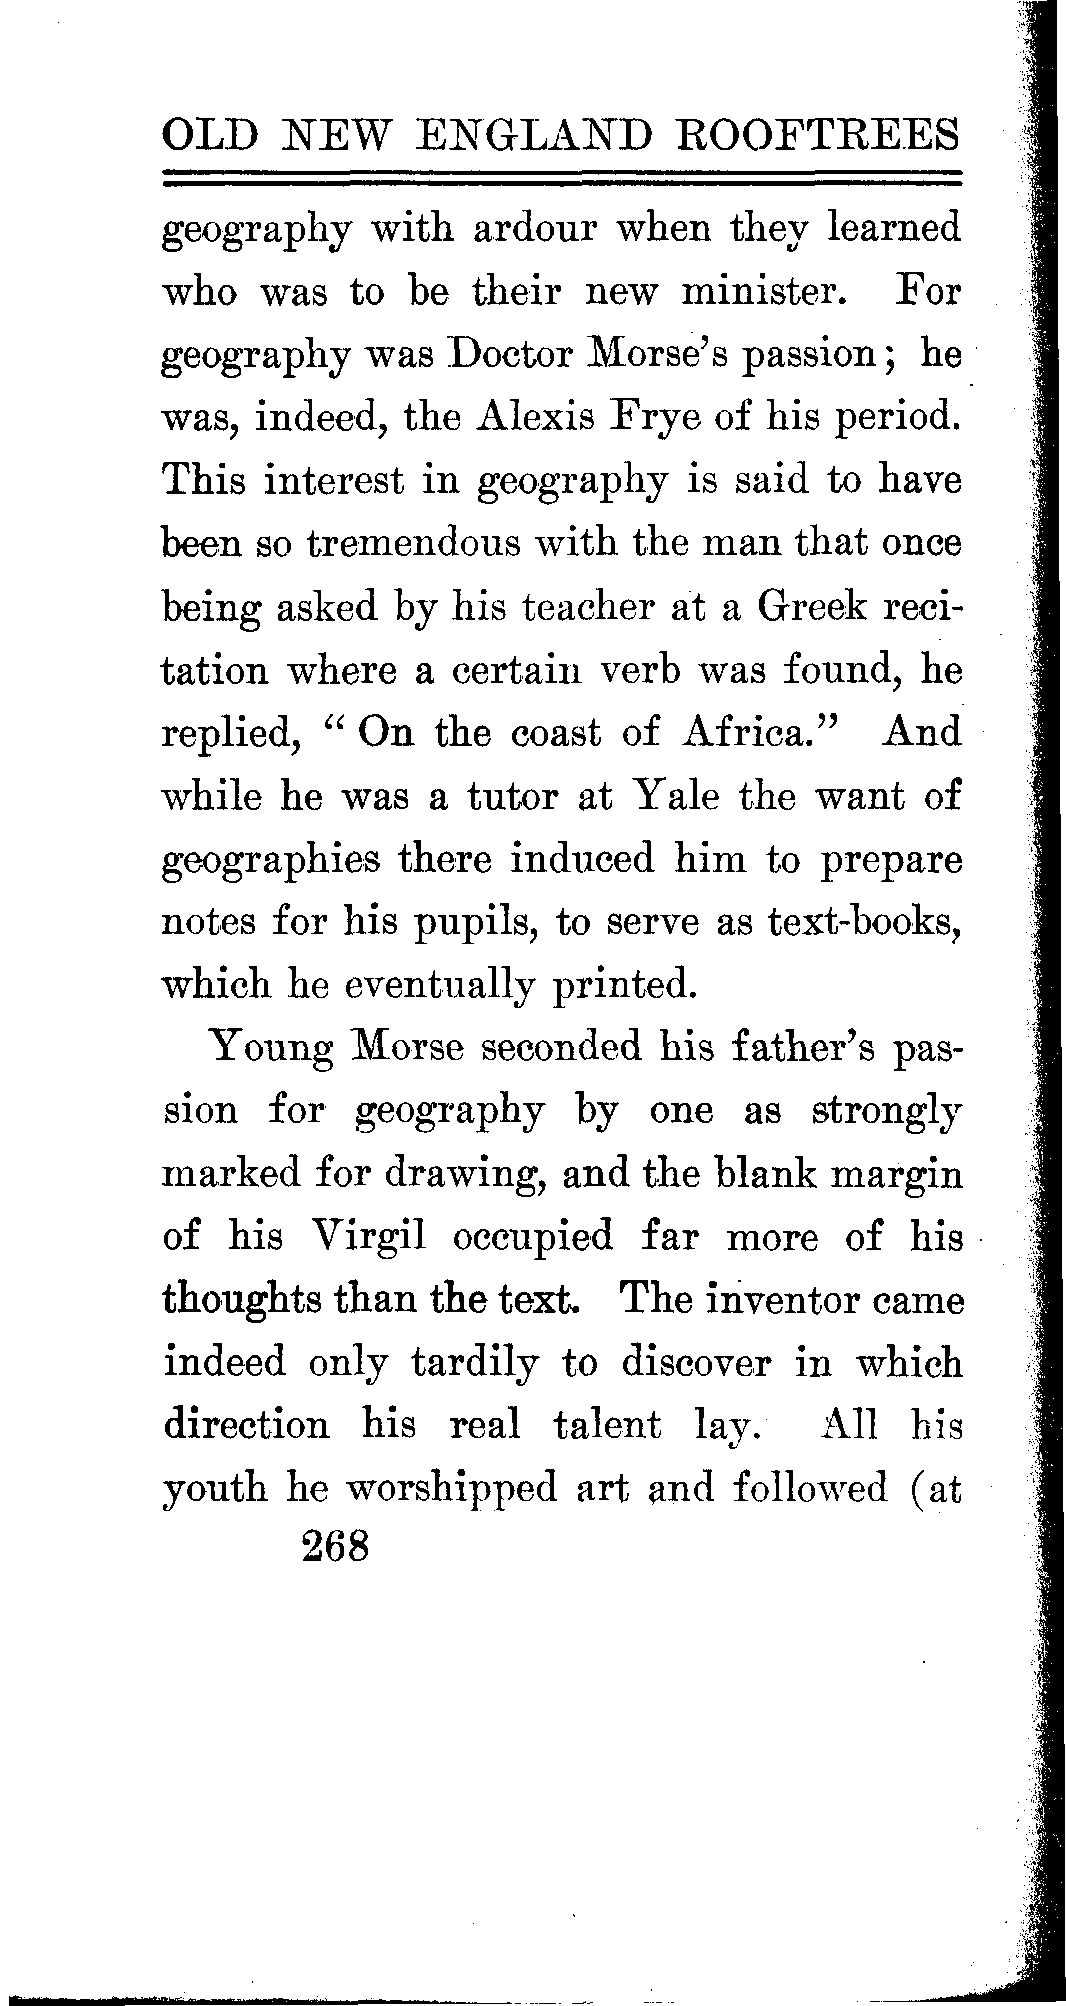 OLD NEW ENGLAND ROOFTREES
geography with ardour when they learned
who was to be their new minister. For
geography was Doctor Morse's passion; he
was, indeed, the Alexis Frye of his period.
This interest in geography is said to have
been so tremendous with the man that once
being asked by his teacher at a Greek reci-
tation where a certain verb was found, he
replied, “ On the coast of Africa.” And
while he was a tutor at Yale the want of
geographies there induced him to prepare
notes for his pupils, to serve as text-books,
which he eventually printed.
Young Morse seconded his father's pas-
sion for geography by one as strongly
marked for drawing, and the blank margin
of his Virgil occupied far more of his
thoughts than the text. The inventor came
indeed only tardily to discover in which
direction his real talent lay. All his
youth he worshipped art and followed (at
268